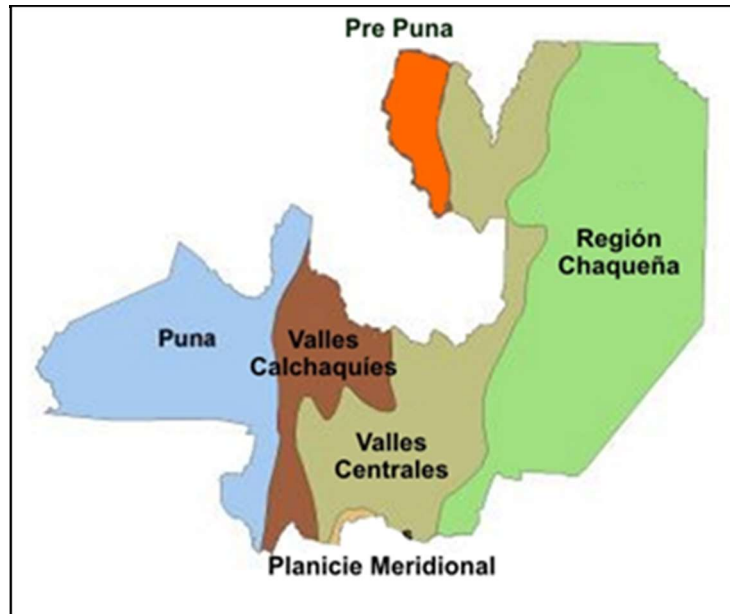 Pre Puna
Región
Chaqueña
Puna
Valles
Calchaquíes
Valles
Centrales
Planicie Meridional